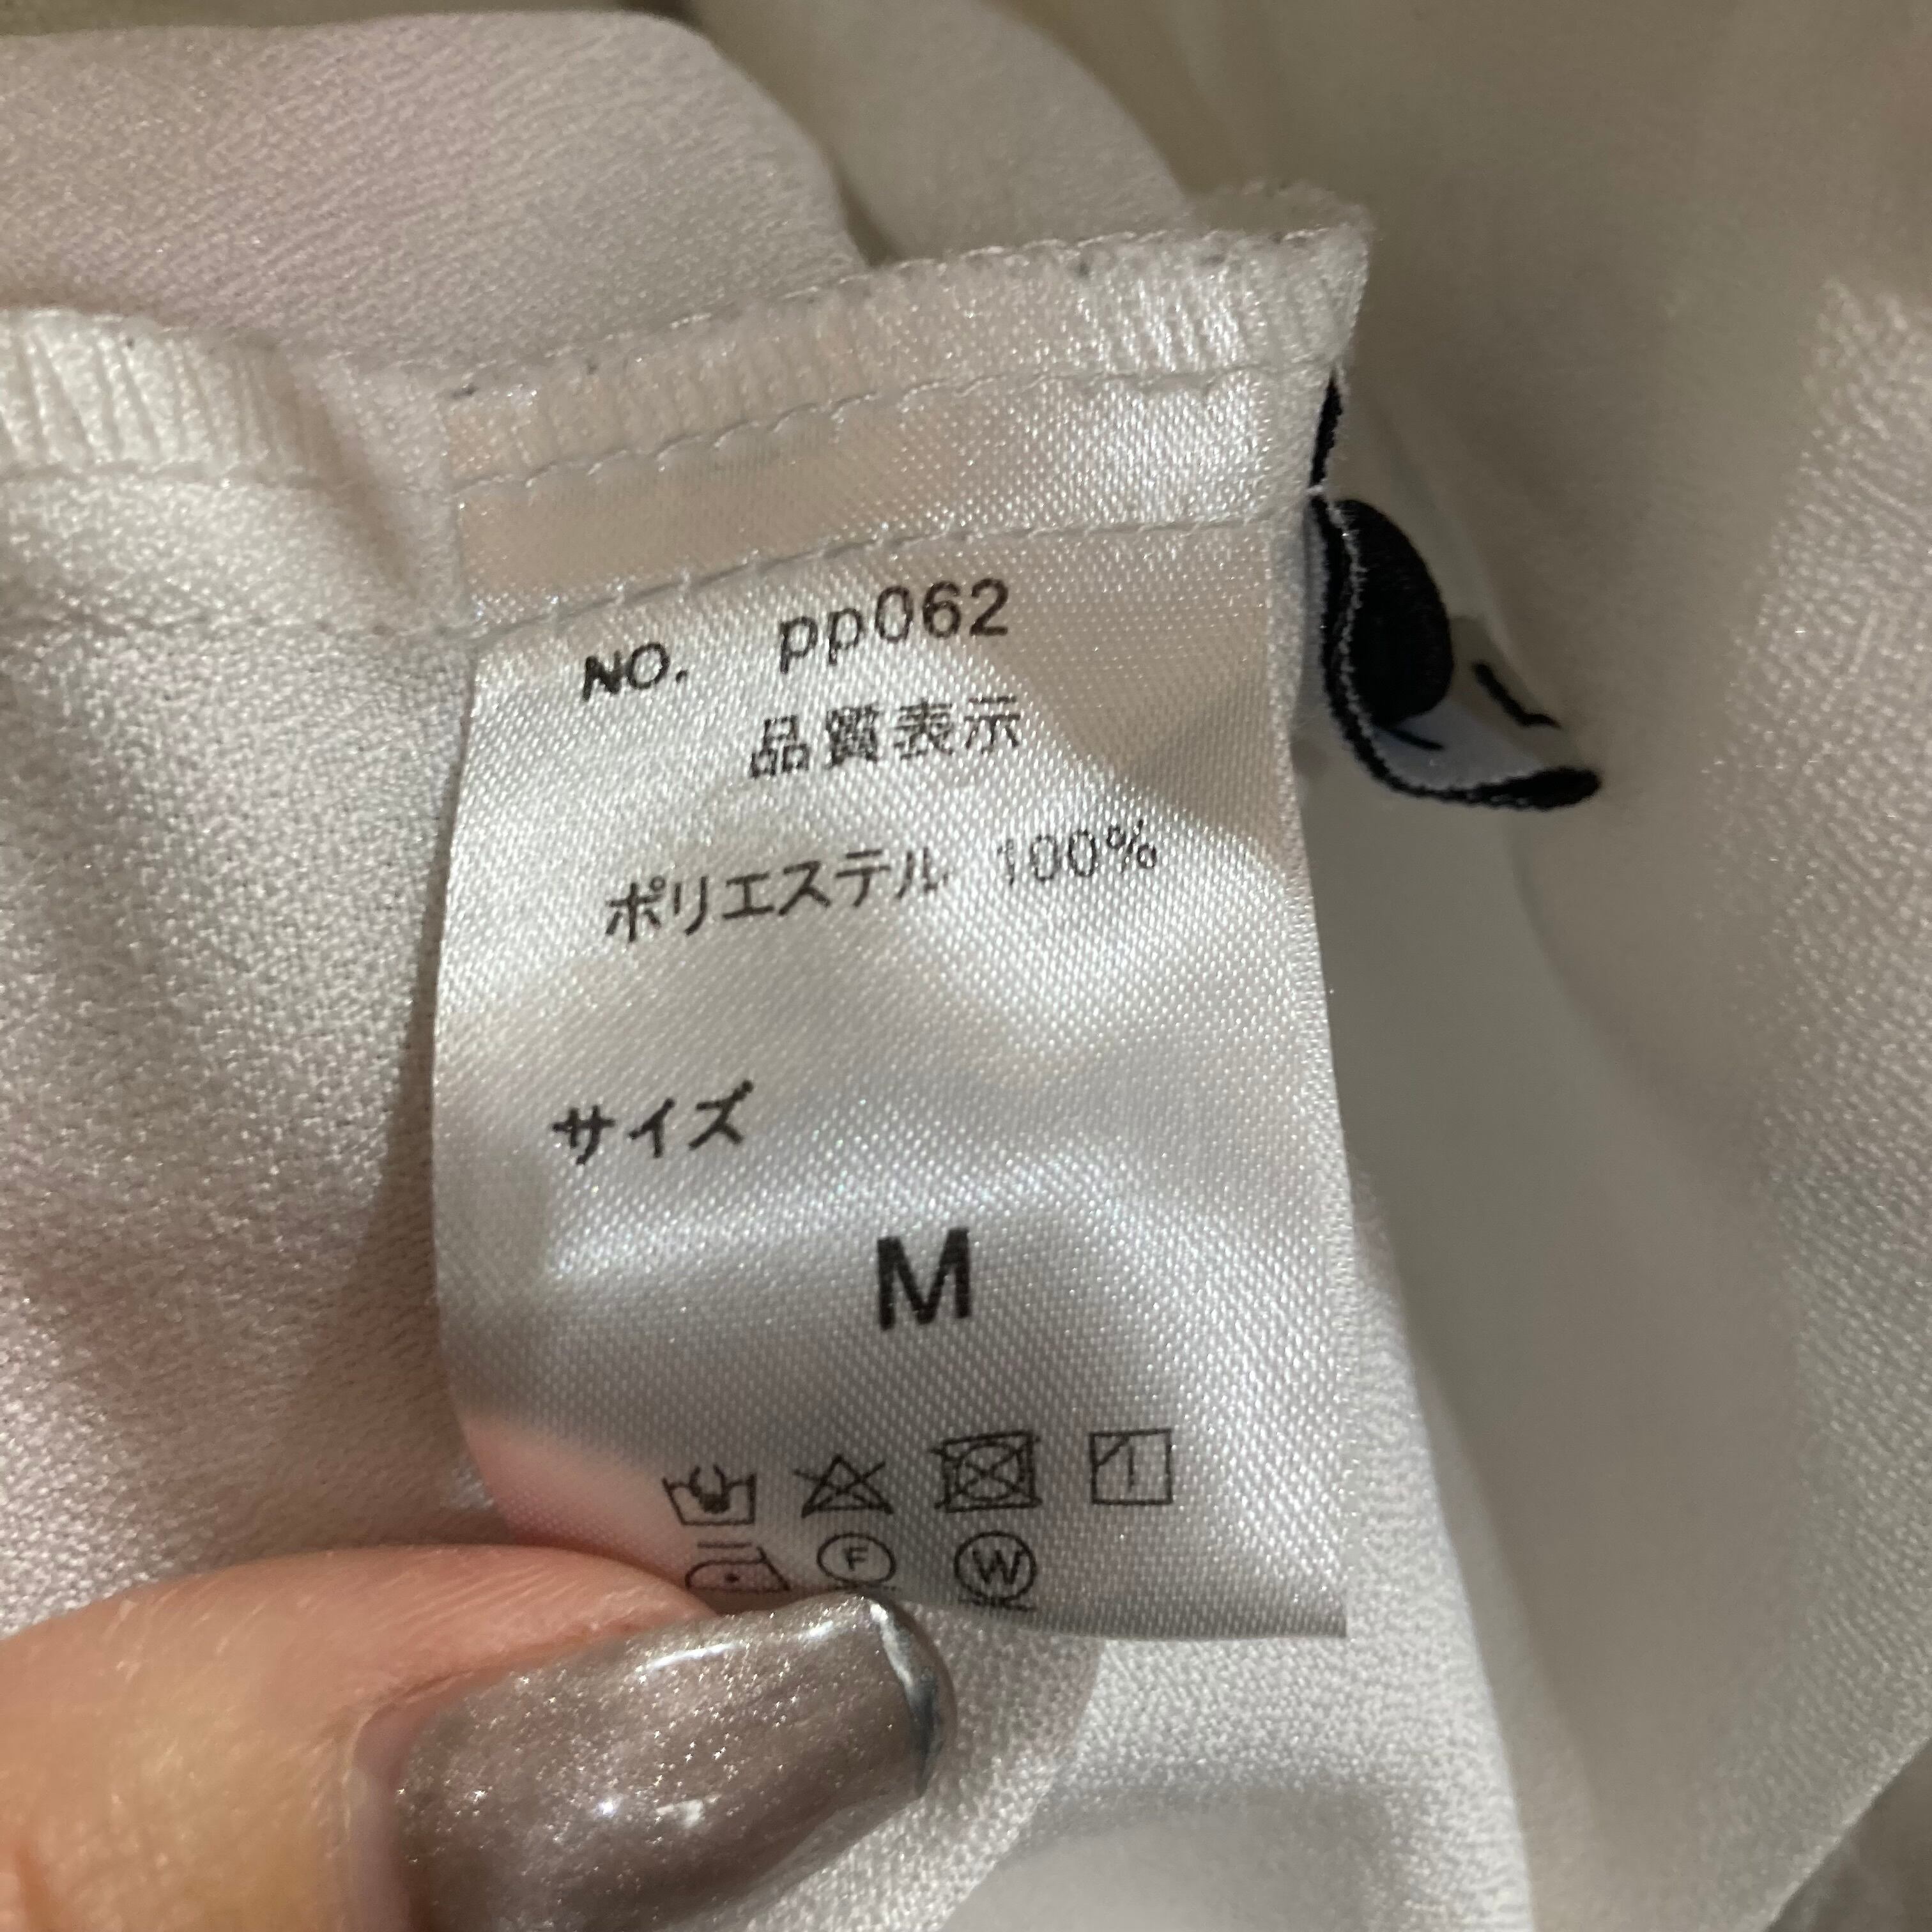 NO. pp062
品質表示
ポリエステル 100%
サイズ
M
F
W